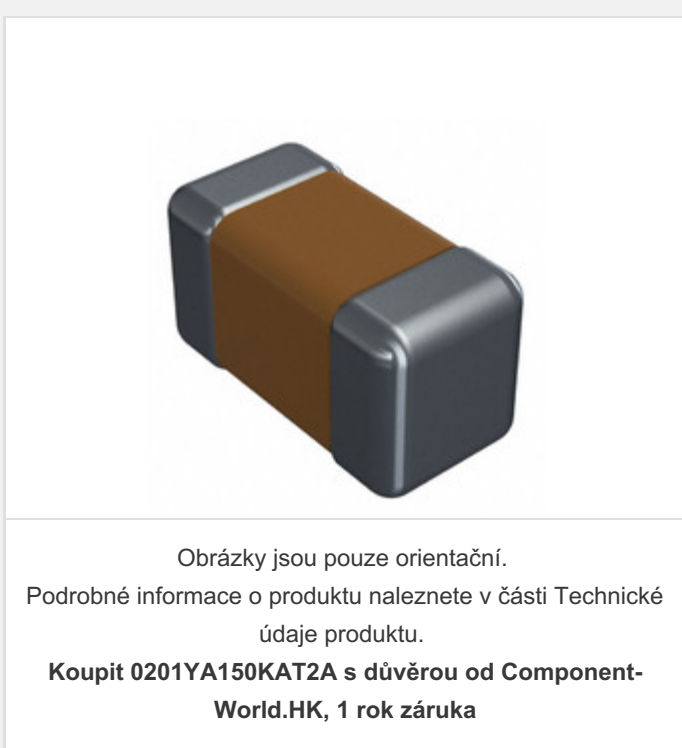 Obrázky jsou pouze orientační.
Podrobné informace o produktu naleznete v části Technické
údaje produktu.
Koupit 0201YA150KAT2A s důvěrou od Component-
World.HK, 1 rok záruka